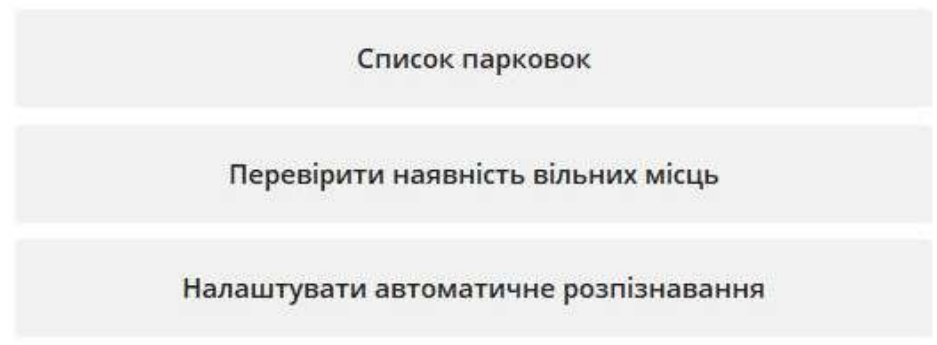 Список парковок
Перевірити наявність вільних місць
Налаштувати автоматичне розпізнавання